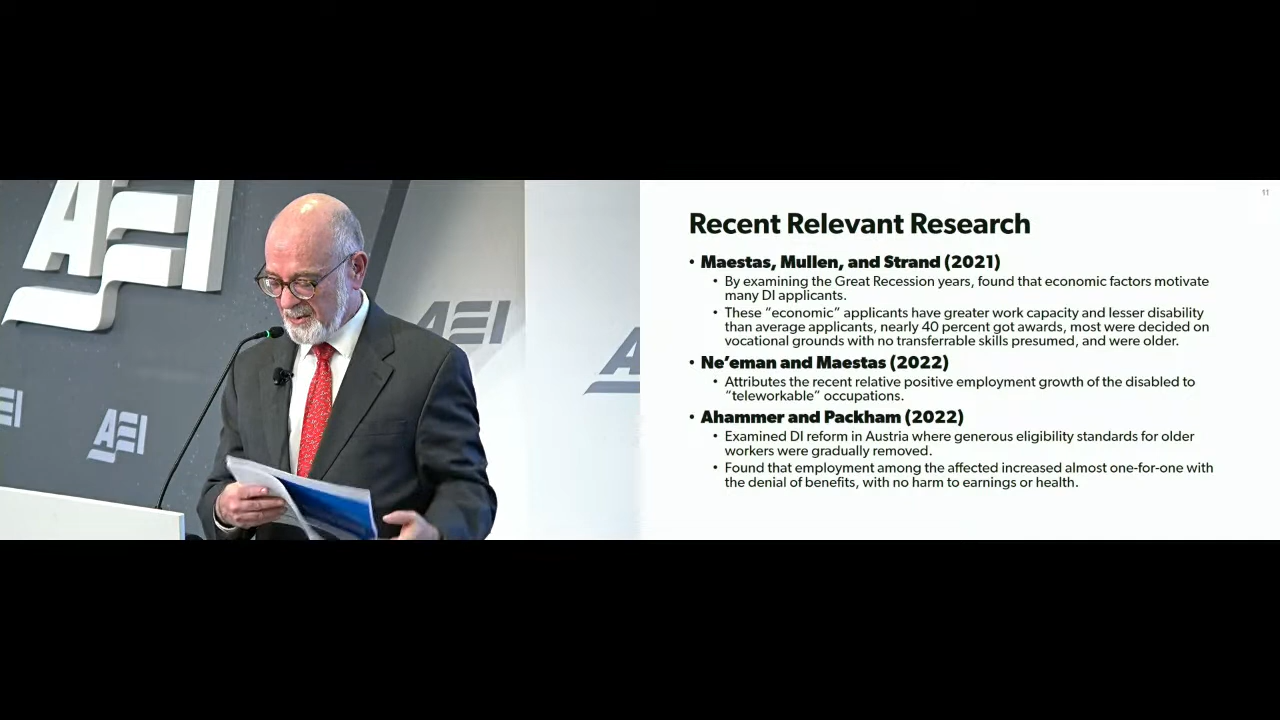 AEI
AEI
AEI
EI
A
11
Recent Relevant Research
• Maestas, Mullen, and Strand (2021)
• By examining the Great Recession years, found that economic factors motivate
many DI applicants.
• These “economic” applicants have greater work capacity and lesser disability
than average applicants, nearly 40 percent got awards, most were decided on
vocational grounds with no transferrable skills presumed, and were older.
• Ne’eman and Maestas (2022)
• Attributes the recent relative positive employment growth of the disabled to
“teleworkable” occupations.
• Ahammer and Packham (2022)
• Examined DI reform in Austria where generous eligibility standards for older
workers were gradually removed.
• Found that employment among the affected increased almost one-for-one with
the denial of benefits, with no harm to earnings or health.